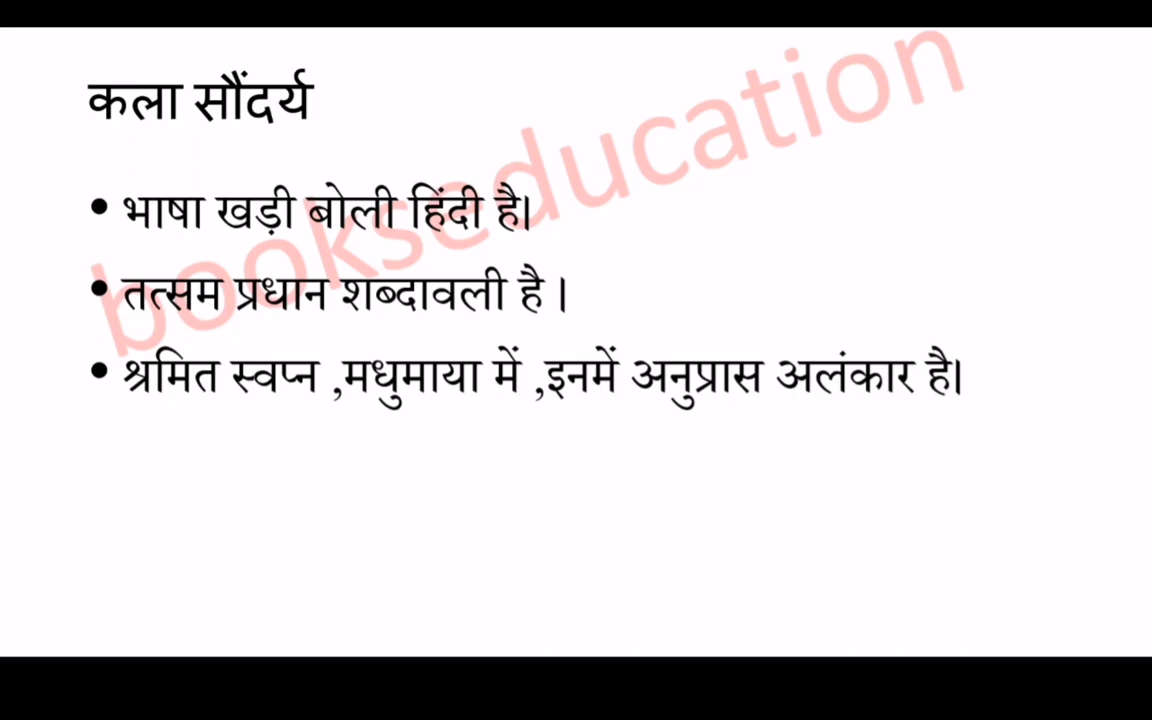 कला सौंदर्य
• भाषा खड़ी बोली हिंदी है।
• तत्सम प्रधान शब्दावली है ।
• श्रमित स्वप्न ,मधुमाया में ,इनमें अनुप्रास अलंकार है।
bookseducation